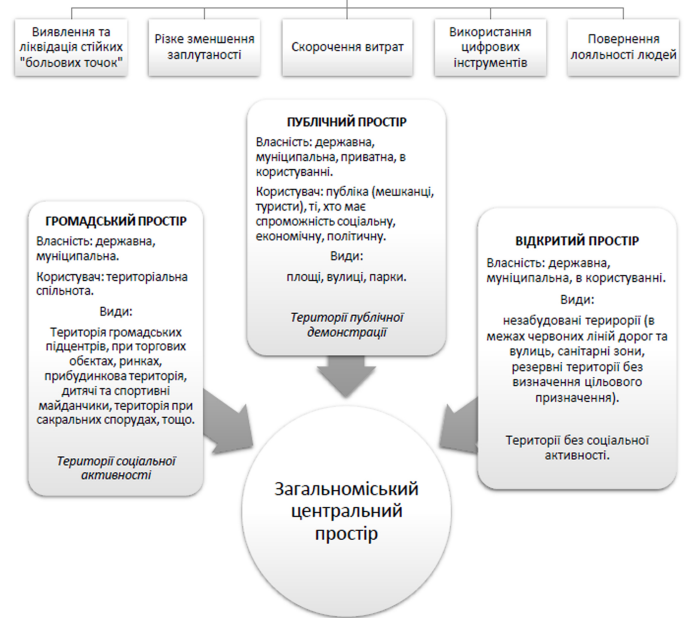 Виявлення та
ліквідація стійких
"больових точок"
Різке зменшення
заплутаності
Скорочення витрат
Використання
цифрових
інструментів
Повернення
лояльності людей
ПУБЛІЧНИЙ ПРОСТІР
Власність: державна,
муніципальна, приватна, в
користуванні.
Користувач: публіка (мешканці,
туристи), ті, хто має
спроможність соціальну,
економічну, політичну.
Види:
площі, вулиці, парки.
Території публічної
демонстрації
ГРОМАДСЬКИЙ ПРОСТІР
Власність: державна,
муніципальна.
Користувач: територіальна
спільнота.
Види:
Територія громадських
підцентрів, при торгових
обєктах, ринках,
прибудинкова територія,
дитячі та спортивні
майданчики, територія при
сакральних спорудах, тощо.
Території соціальної
активності
ВІДКРИТИЙ ПРОСТІР
Власність: державна,
муніципальна, в користуванні.
Види:
незабудовані терирорії (в
межах червоних ліній дорог та
вулиць, санітарні зони,
резервні території без
визначення цільового
призначення).
Території без соціальної
активності.
Загальноміський
центральний
простір